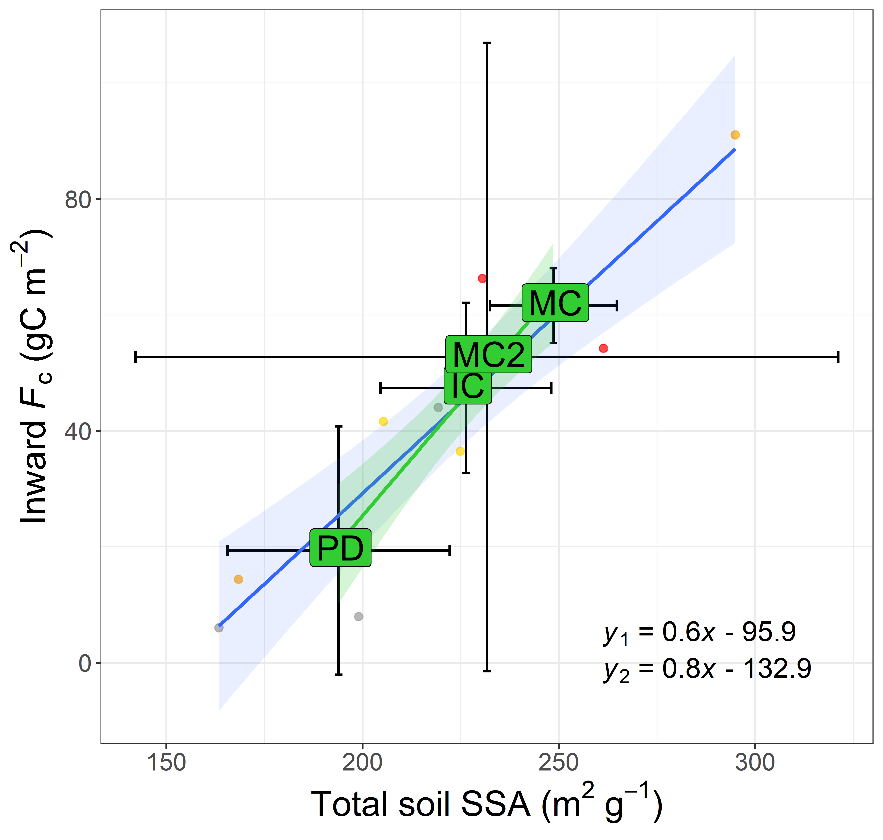 Inward Fc (gC m⁻²)
80
40
0
MC
MC2
IC
PD
y₁ = 0.6x - 95.9
y₂ = 0.8x - 132.9
150 200 250 300
Total soil SSA (m² g⁻¹)